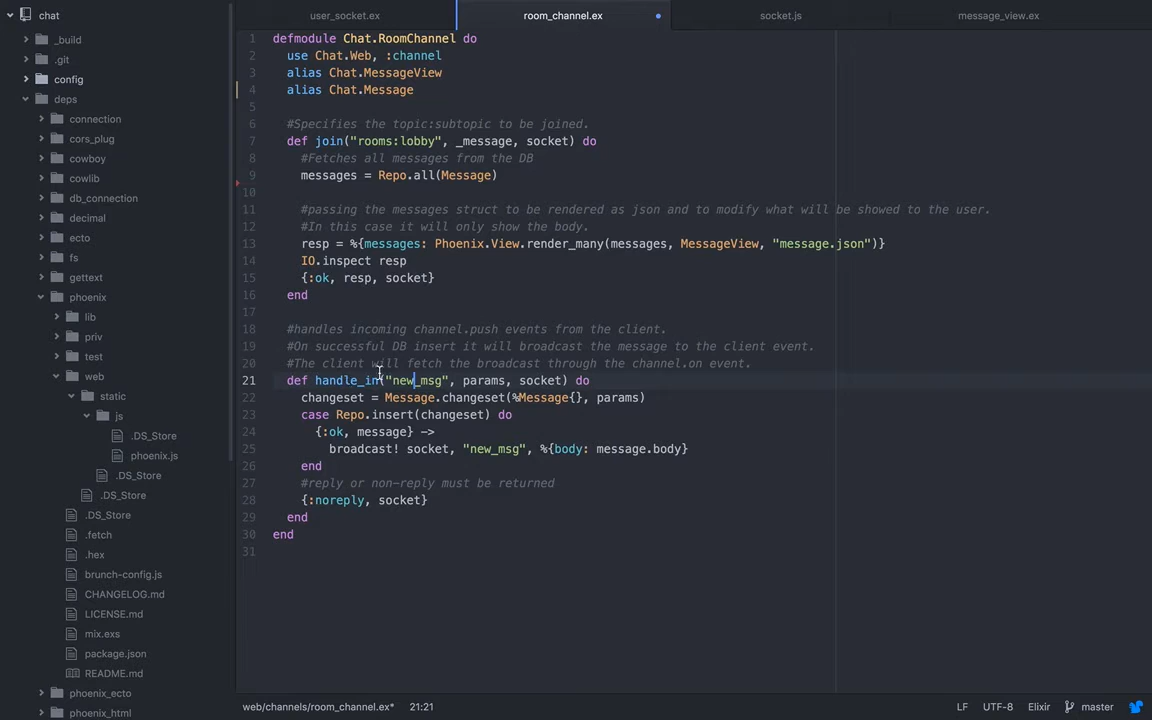 chat
user_socket.ex
room_channel.ex
socket.js
message_view.ex
_build
.git
config
deps
connection
cors_plug
cowboy
cowlib
db_connection
decimal
ecto
fs
gettext
phoenix
lib
priv
test
web
static
js
.DS_Store
phoenix.js
.DS_Store
.DS_Store
.DS_Store
.fetch
.hex
brunch-config.js
CHANGELOG.md
LICENSE.md
mix.exs
package.json
README.md
phoenix_ecto
phoenix_html
1 defmodule Chat.RoomChannel do
2 use Chat.Web, :channel
3 alias Chat.MessageView
4 alias Chat.Message
5
6 #Specifies the topic:subtopic to be joined.
7 def join("rooms:lobby", _message, socket) do
8 #Fetches all messages from the DB
9 messages = Repo.all(Message)
10
11 #passing the messages struct to be rendered as json and to modify what will be showed to the user.
12 #In this case it will only show the body.
13 resp = %{messages: Phoenix.View.render_many(messages, MessageView, "message.json")}
14 IO.inspect resp
15 {:ok, resp, socket}
16 end
17
18 #handles incoming channel.push events from the client.
19 #On successful DB insert it will broadcast the message to the client event.
20 #The client will fetch the broadcast through the channel.on event.
21 def handle_in("new_msg", params, socket) do
22 changeset = Message.changeset(%Message{}, params)
23 case Repo.insert(changeset) do
24 {:ok, message} ->
25 broadcast! socket, "new_msg", %{body: message.body}
26 end
27 #reply or non-reply must be returned
28 {:noreply, socket}
29 end
30 end
31
web/channels/room_channel.ex* 21:21 LF UTF-8 Elixir master